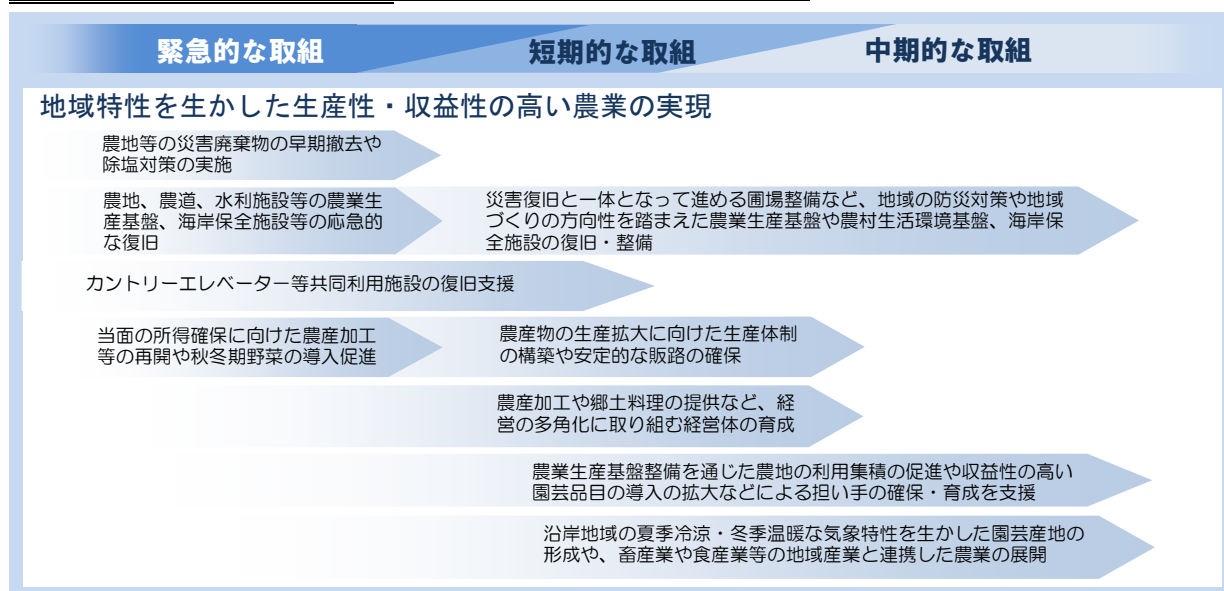 緊急的な取組
短期的な取組
中期的な取組
地域特性を生かした生産性・収益性の高い農業の実現
農地等の災害廃棄物の早期撤去や
除塩対策の実施
農地、農道、水利施設等の農業生
産基盤、海岸保全施設等の応急的
な復旧
災害復旧と一体となって進める圃場整備など、地域の防災対策や地域
づくりの方向性を踏まえた農業生産基盤や農村生活環境基盤、海岸保
全施設の復旧・整備
カントリーエレベーター等共同利用施設の復旧支援
当面の所得確保に向けた農産加工
等の再開や秋冬期野菜の導入促進
農産物の生産拡大に向けた生産体制
の構築や安定的な販路の確保
農産加工や郷土料理の提供など、経
営の多角化に取り組む経営体の育成
農業生産基盤整備を通じた農地の利用集積の促進や収益性の高い
園芸品目の導入の拡大などによる担い手の確保・育成を支援
沿岸地域の夏季冷涼・冬季温暖な気象特性を生かした園芸産地の
形成や、畜産業や食産業等の地域産業と連携した農業の展開